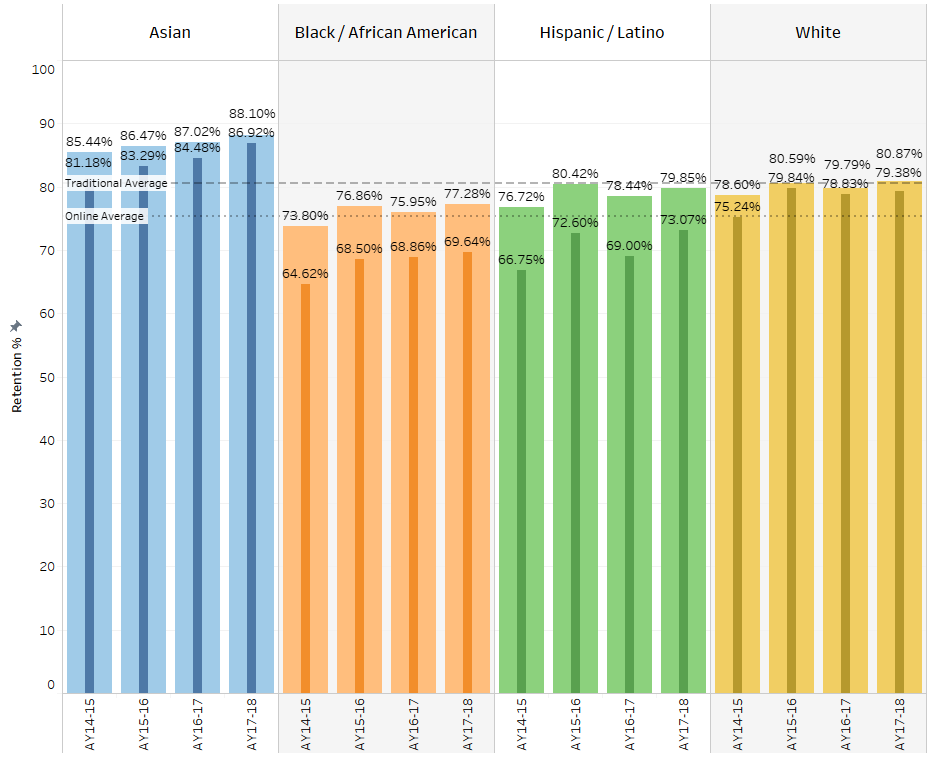 Asian
Black / African American
Hispanic / Latino
White
100
90
80
70
60
50
40
30
20
10
0
Retention %
85.44%
81.18%
86.47%
83.29%
87.02%
84.48%
88.10%
86.92%
Traditional Average
Online Average
73.80%
64.62%
76.86%
68.50%
75.95%
68.86%
77.28%
69.64%
76.72%
66.75%
80.42%
72.60%
78.44%
69.00%
79.85%
73.07%
78.60%
75.24%
80.59%
79.84%
79.79%
78.83%
80.87%
79.38%
AY14-15
AY15-16
AY16-17
AY17-18
AY14-15
AY15-16
AY16-17
AY17-18
AY14-15
AY15-16
AY16-17
AY17-18
AY14-15
AY15-16
AY16-17
AY17-18